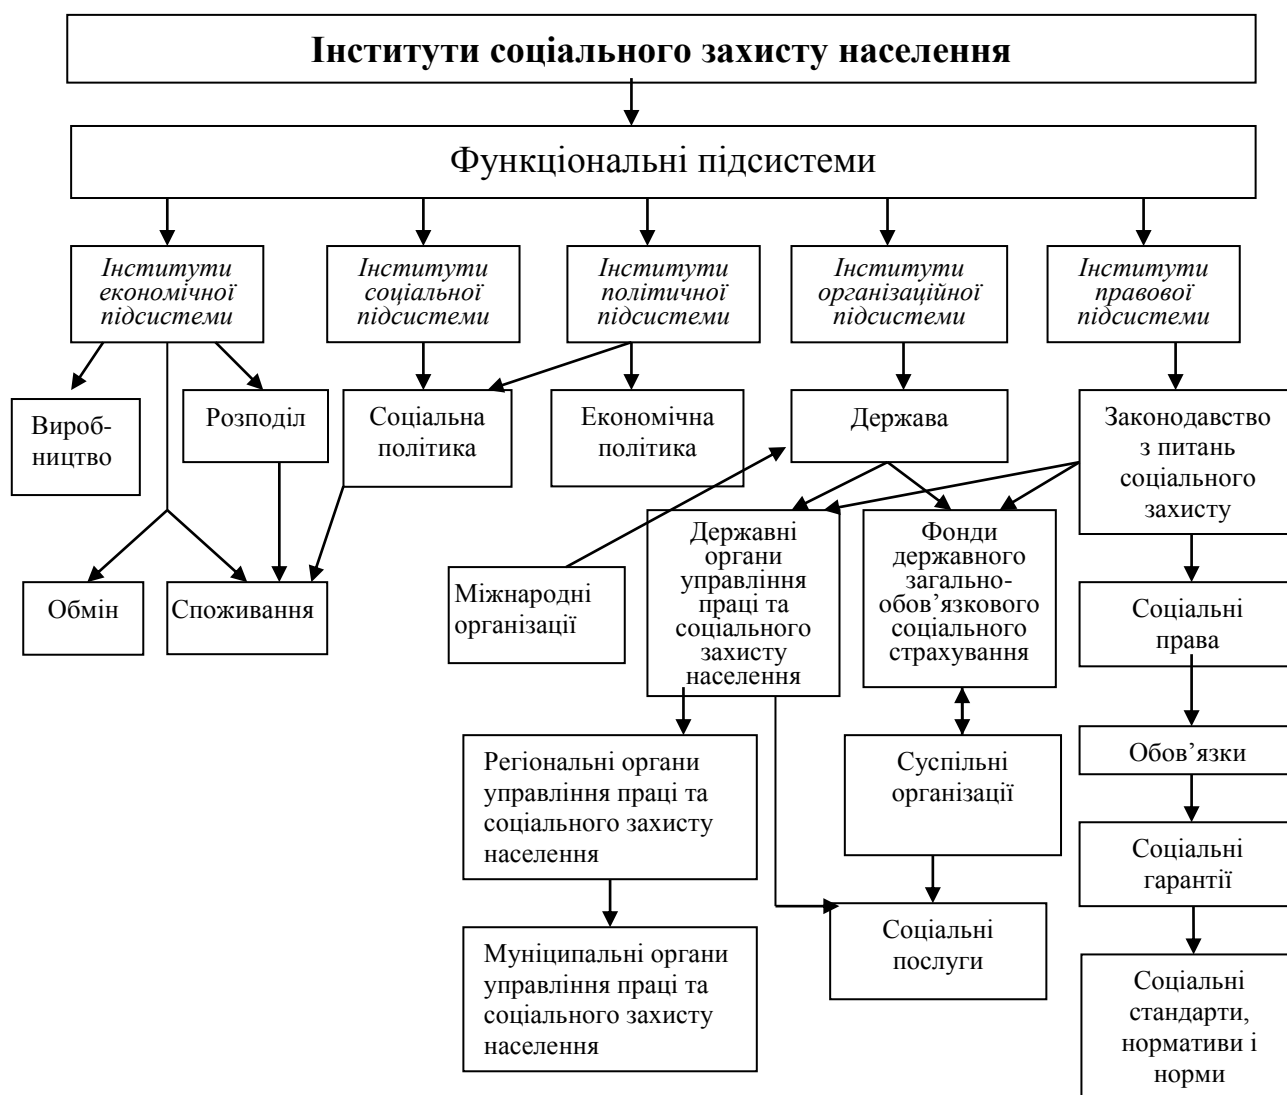 Інститути соціального захисту населення
Функціональні підсистеми
Інститути
економічної
підсистеми
Інститути
соціальної
підсистеми
Інститути
політичної
підсистеми
Інститути
організаційної
підсистеми
Інститути
правової
підсистеми
Вироб-
ництво
Розподіл
Соціальна
політика
Економічна
політика
Держава
Законодавство
з питань
соціального
захисту
Обмін
Споживання
Міжнародні
організації
Державні
органи
управління
праці та
соціального
захисту
населення
Фонди
державного
загально-
обов’язкового
соціального
страхування
Соціальні
права
Регіональні органи
управління праці та
соціального захисту
населення
Суспільні
організації
Обов’язки
Соціальні
гарантії
Муніципальні органи
управління праці та
соціального захисту
населення
Соціальні
послуги
Соціальні
стандарти,
нормативи і
норми